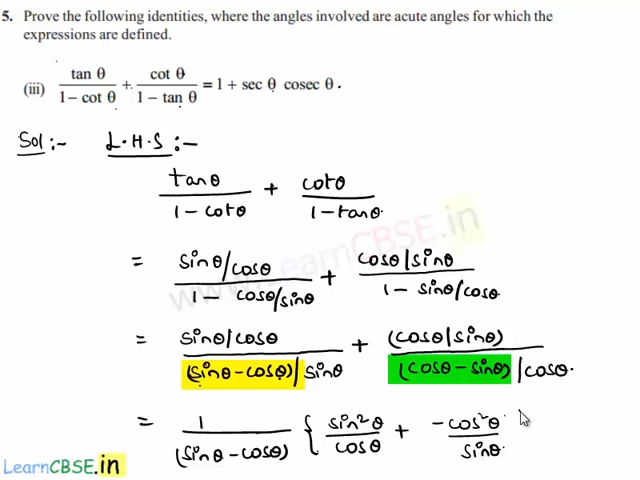 5. Prove the following identities, where the angles involved are acute angles for which the
expressions are defined.
(iii) tan θ / 1 – cot θ + cot θ / 1 – tan θ = 1 + sec θ cosec θ .
Sol :- L.H.S :-
tanθ / 1 - cotθ + cotθ / 1 - tanθ.
= sinθ/cosθ / 1 - cosθ/sinθ + cosθ/sinθ / 1 - sinθ/cosθ.
= sinθ/cosθ / (sinθ - cosθ)/sinθ + (cosθ/sinθ) / (cosθ - sinθ)/cosθ.
= 1 / (sinθ - cosθ) { sin²θ / cosθ + -cos²θ / sinθ.
www.LearnCBSE.in
LearnCBSE.in